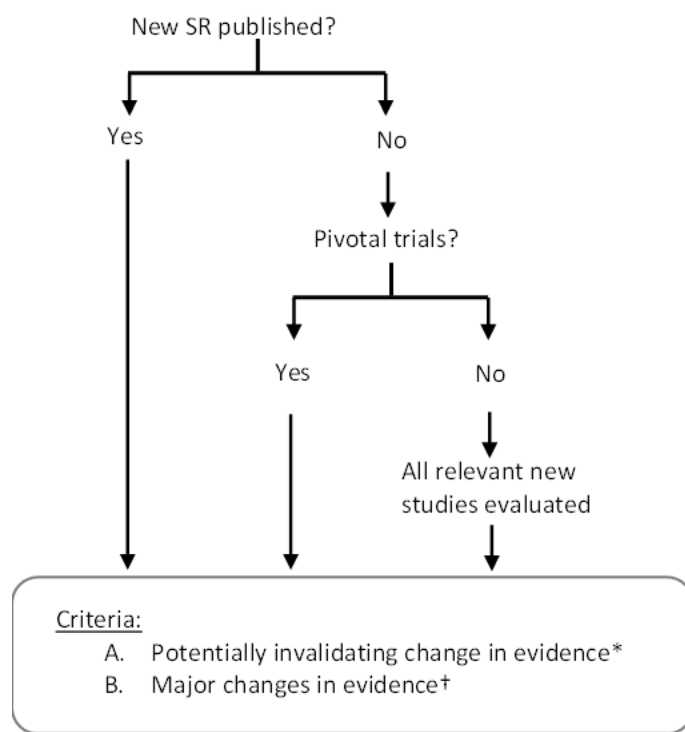 New SR published?
Yes
No
Pivotal trials?
Yes
No
All relevant new
studies evaluated
Criteria:
A. Potentially invalidating change in evidence*
B. Major changes in evidence†